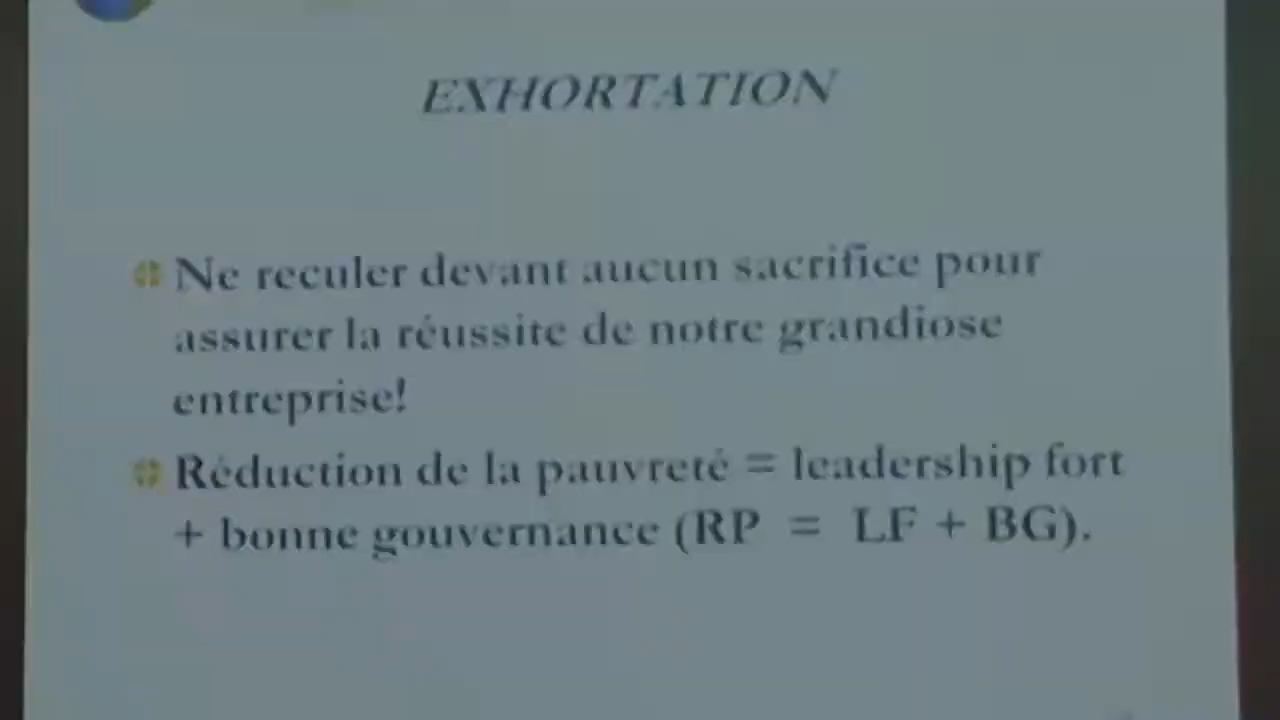 EXHORTATION
Ne reculer devant aucun sacrifice pour
assurer la réussite de notre grandiose
entreprise!
Réduction de la pauvreté = leadership fort
+ bonne gouvernance (RP = LF + BG).